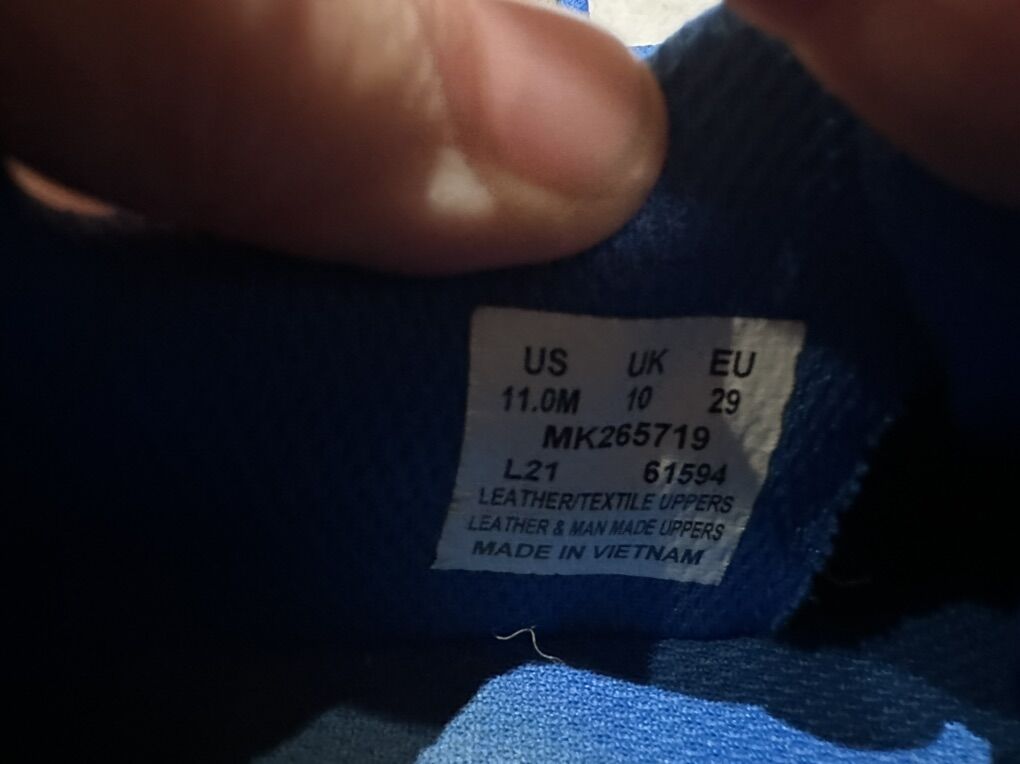 US UK EU
11.0M 10 29
MK265719
L21 61594
LEATHER/TEXTILE UPPERS
LEATHER & MAN MADE UPPERS
MADE IN VIETNAM